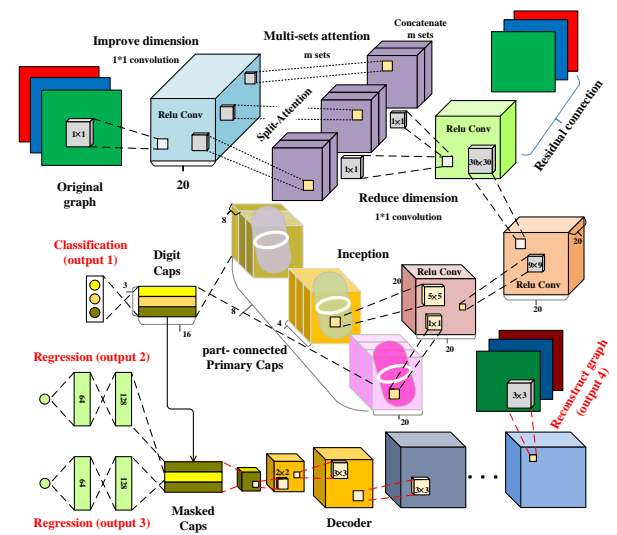 Improve dimension
1*1 convolution
Multi-sets attention
m sets
Concatenate
m sets
Relu Conv
1×1
Split-Attention
1×1
1×1
Relu Conv
30×30
Residual connection
Original
graph
20
Reduce dimension
1*1 convolution
8
Classification
(output 1)
Digit
Caps
3
16
Inception
Relu Conv
20
5×5
1×1
20
20
9×9
Relu Conv
20
8
4
part- connected
Primary Caps
20
Regression (output 2)
64
128
3×3
Reconstruct graph
(output 4)
64
128
2×2
3×3
3×3
Regression (output 3)
Masked
Caps
Decoder